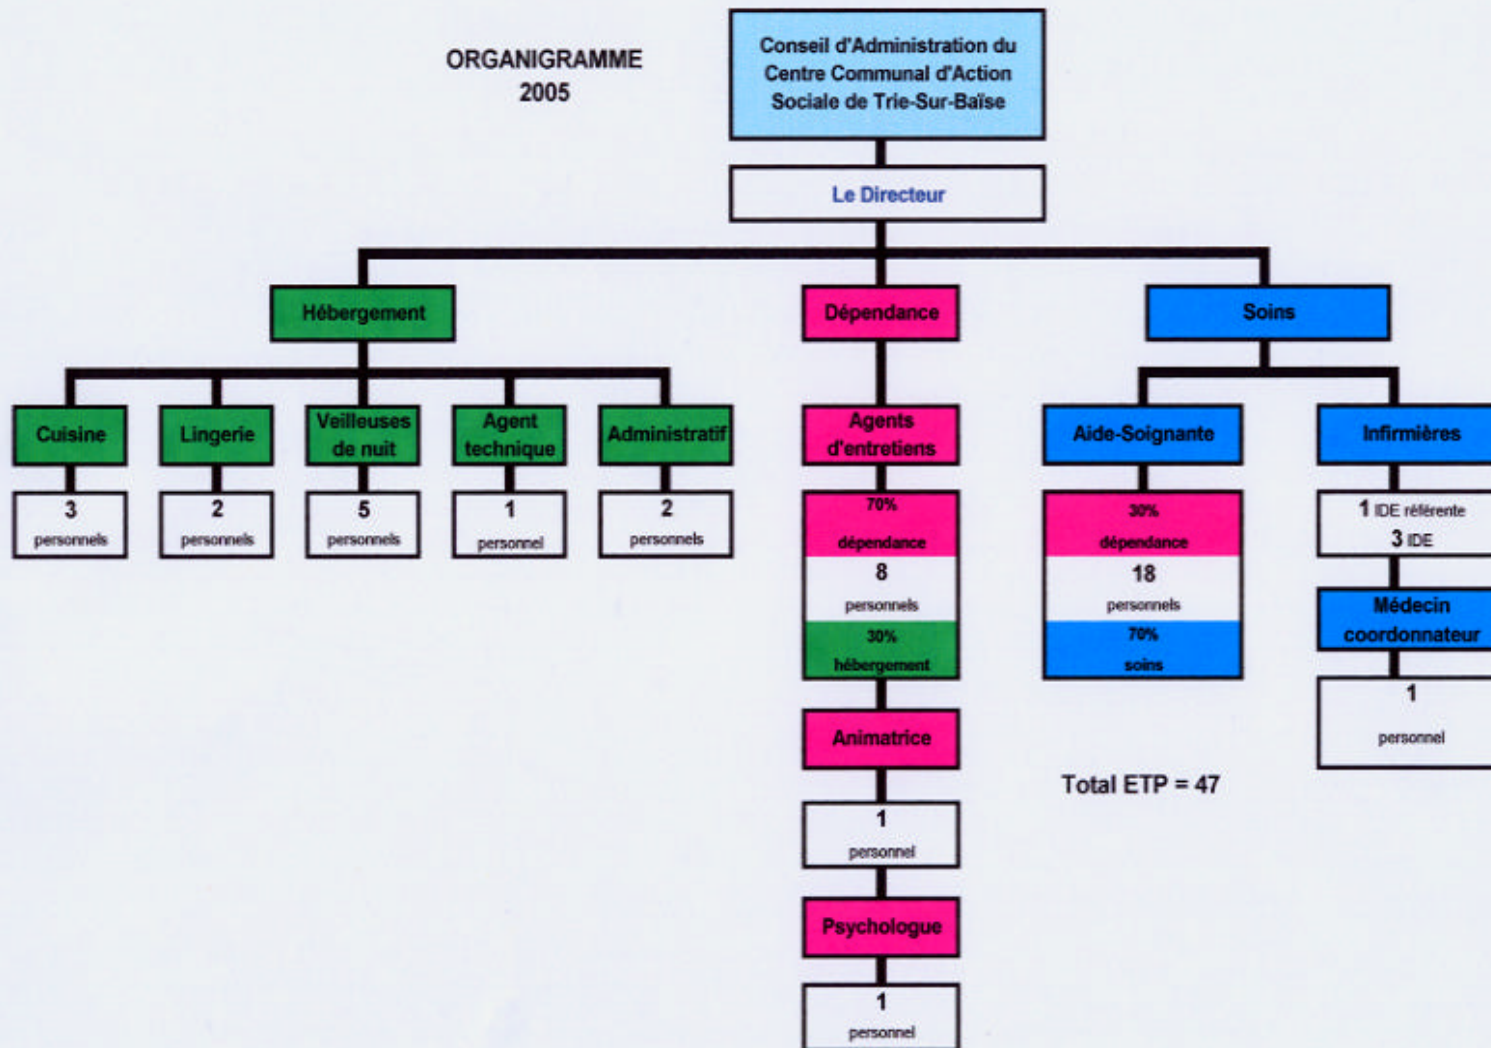 ORGANIGRAMME
2005
Conseil d'Administration du
Centre Communal d'Action
Sociale de Trie-Sur-Baïse
Le Directeur
Hébergement
Dépendance
Soins
Cuisine
Lingerie
Veilleuses
de nuit
Agent
technique
Administratif
Agents
d'entretiens
Aide-Soignante
Infirmières
3
personnels
2
personnels
5
personnels
1
personnel
2
personnels
70%
dépendance
8
personnels
30%
hébergement
30%
dépendance
18
personnels
70%
soins
1 IDE référente
3 IDE
Médecin
coordonnateur
1
personnel
Animatrice
1
personnel
Psychologue
1
personnel
Total ETP = 47